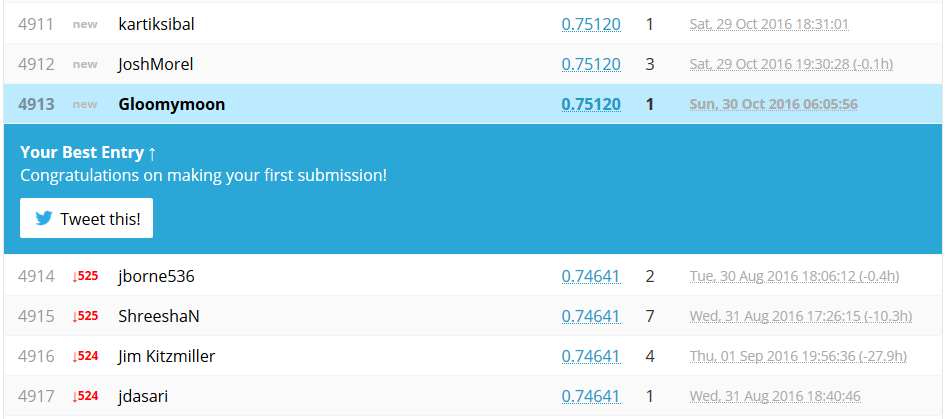 4911 new kartiksibal 0.75120 1 Sat, 29 Oct 2016 18:31:01
4912 new JoshMorel 0.75120 3 Sat, 29 Oct 2016 19:30:28 (-0.1h)
4913 new Gloomymoon 0.75120 1 Sun, 30 Oct 2016 06:05:56
Your Best Entry ↑
Congratulations on making your first submission!
Tweet this!
4914 ↓525 jborne536 0.74641 2 Tue, 30 Aug 2016 18:06:12 (-0.4h)
4915 ↓525 ShreeshaN 0.74641 7 Wed, 31 Aug 2016 17:26:15 (-10.3h)
4916 ↓524 Jim Kitzmiller 0.74641 4 Thu, 01 Sep 2016 19:56:36 (-27.9h)
4917 ↓524 jdasari 0.74641 1 Wed, 31 Aug 2016 18:40:46